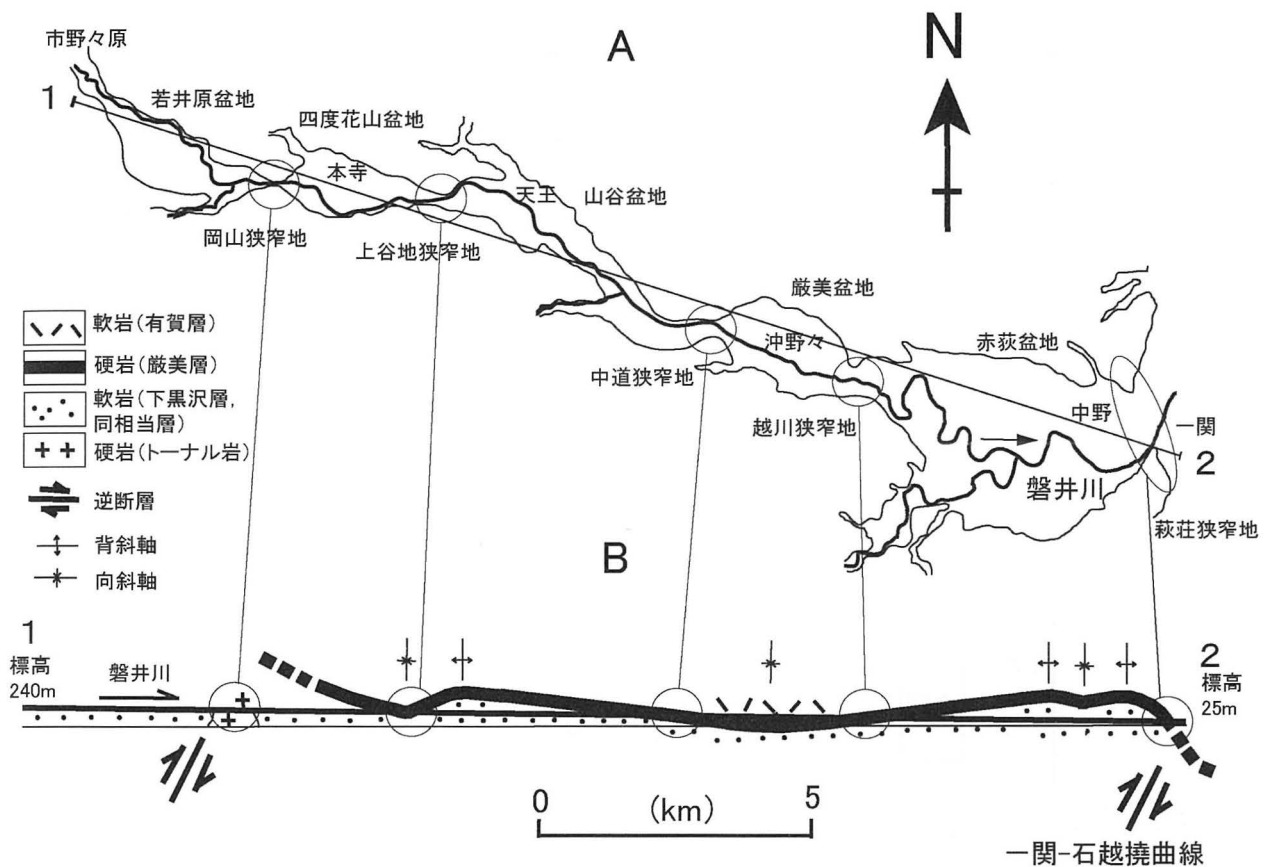 市野々原
A
N
1
若井原盆地
四度花山盆地
本寺
天王
山谷盆地
岡山狭窄地
上谷地狭窄地
厳美盆地
沖野々
赤荻盆地
中道狭窄地
越川狭窄地
中野
一関
2
磐井川
萩荘狭窄地
軟岩(有賀層)
硬岩(厳美層)
軟岩(下黒沢層,
同相当層)
硬岩(トーナル岩)
逆断層
背斜軸
向斜軸
B
1
標高
240m
磐井川
2
標高
25m
0
(km)
5
一関-石越撓曲線